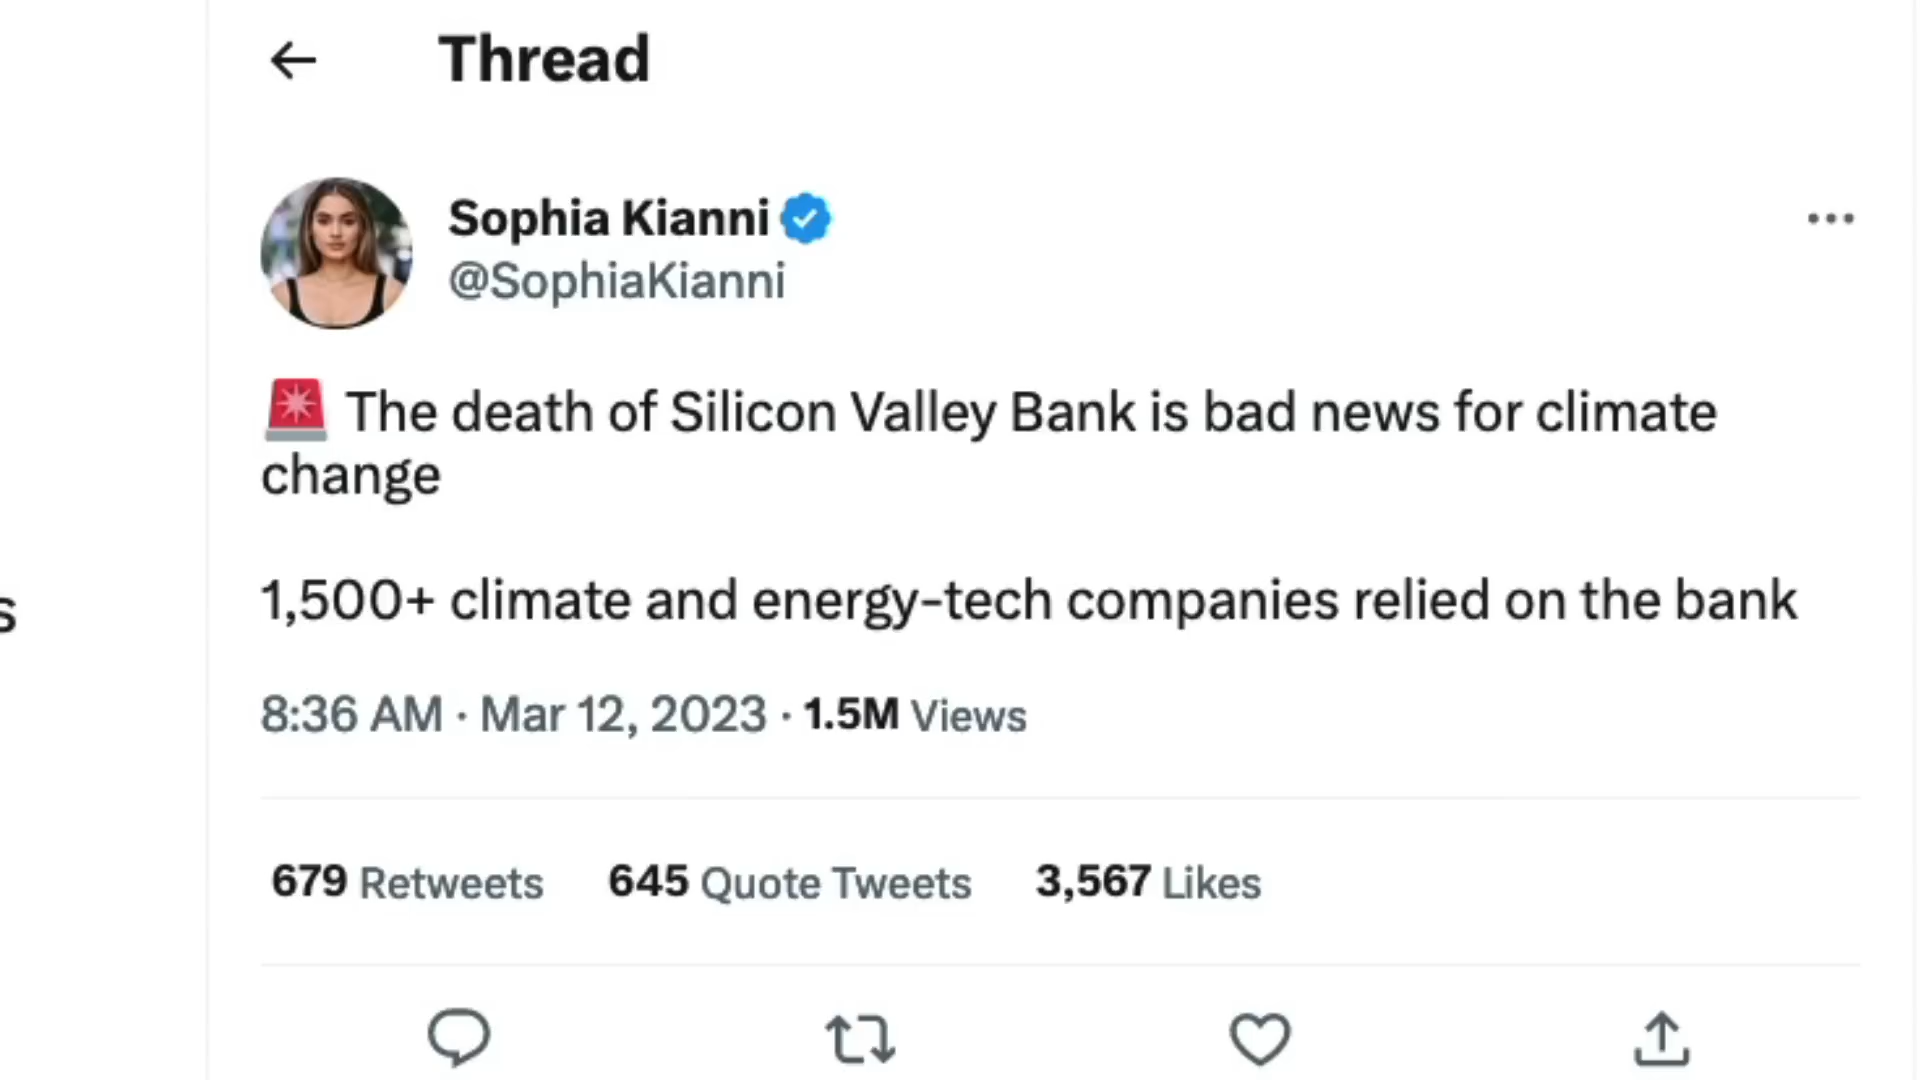 Thread
Sophia Kianni
@SophiaKianni
🚨 The death of Silicon Valley Bank is bad news for climate
change
1,500+ climate and energy-tech companies relied on the bank
s
8:36 AM · Mar 12, 2023 · 1.5M Views
679 Retweets 645 Quote Tweets 3,567 Likes